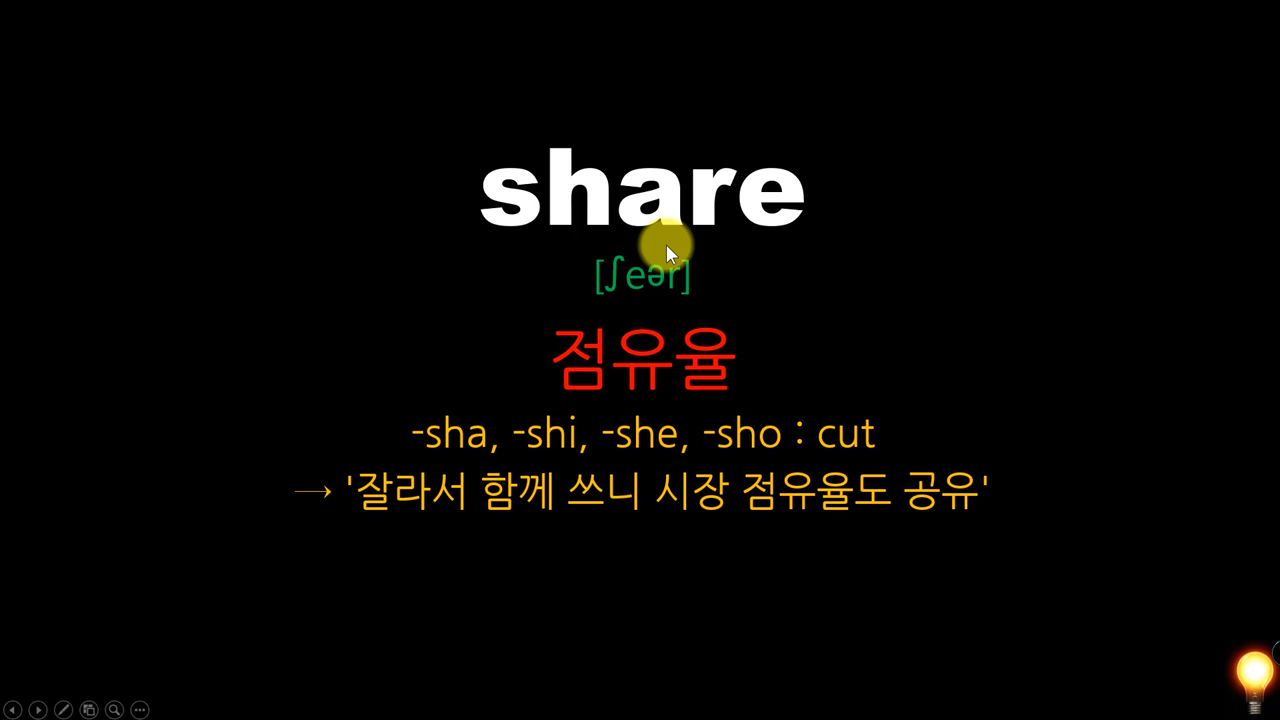 share
[ʃeər]
점유율
-sha, -shi, -she, -sho : cut
→ '잘라서 함께 쓰니 시장 점유율도 공유'